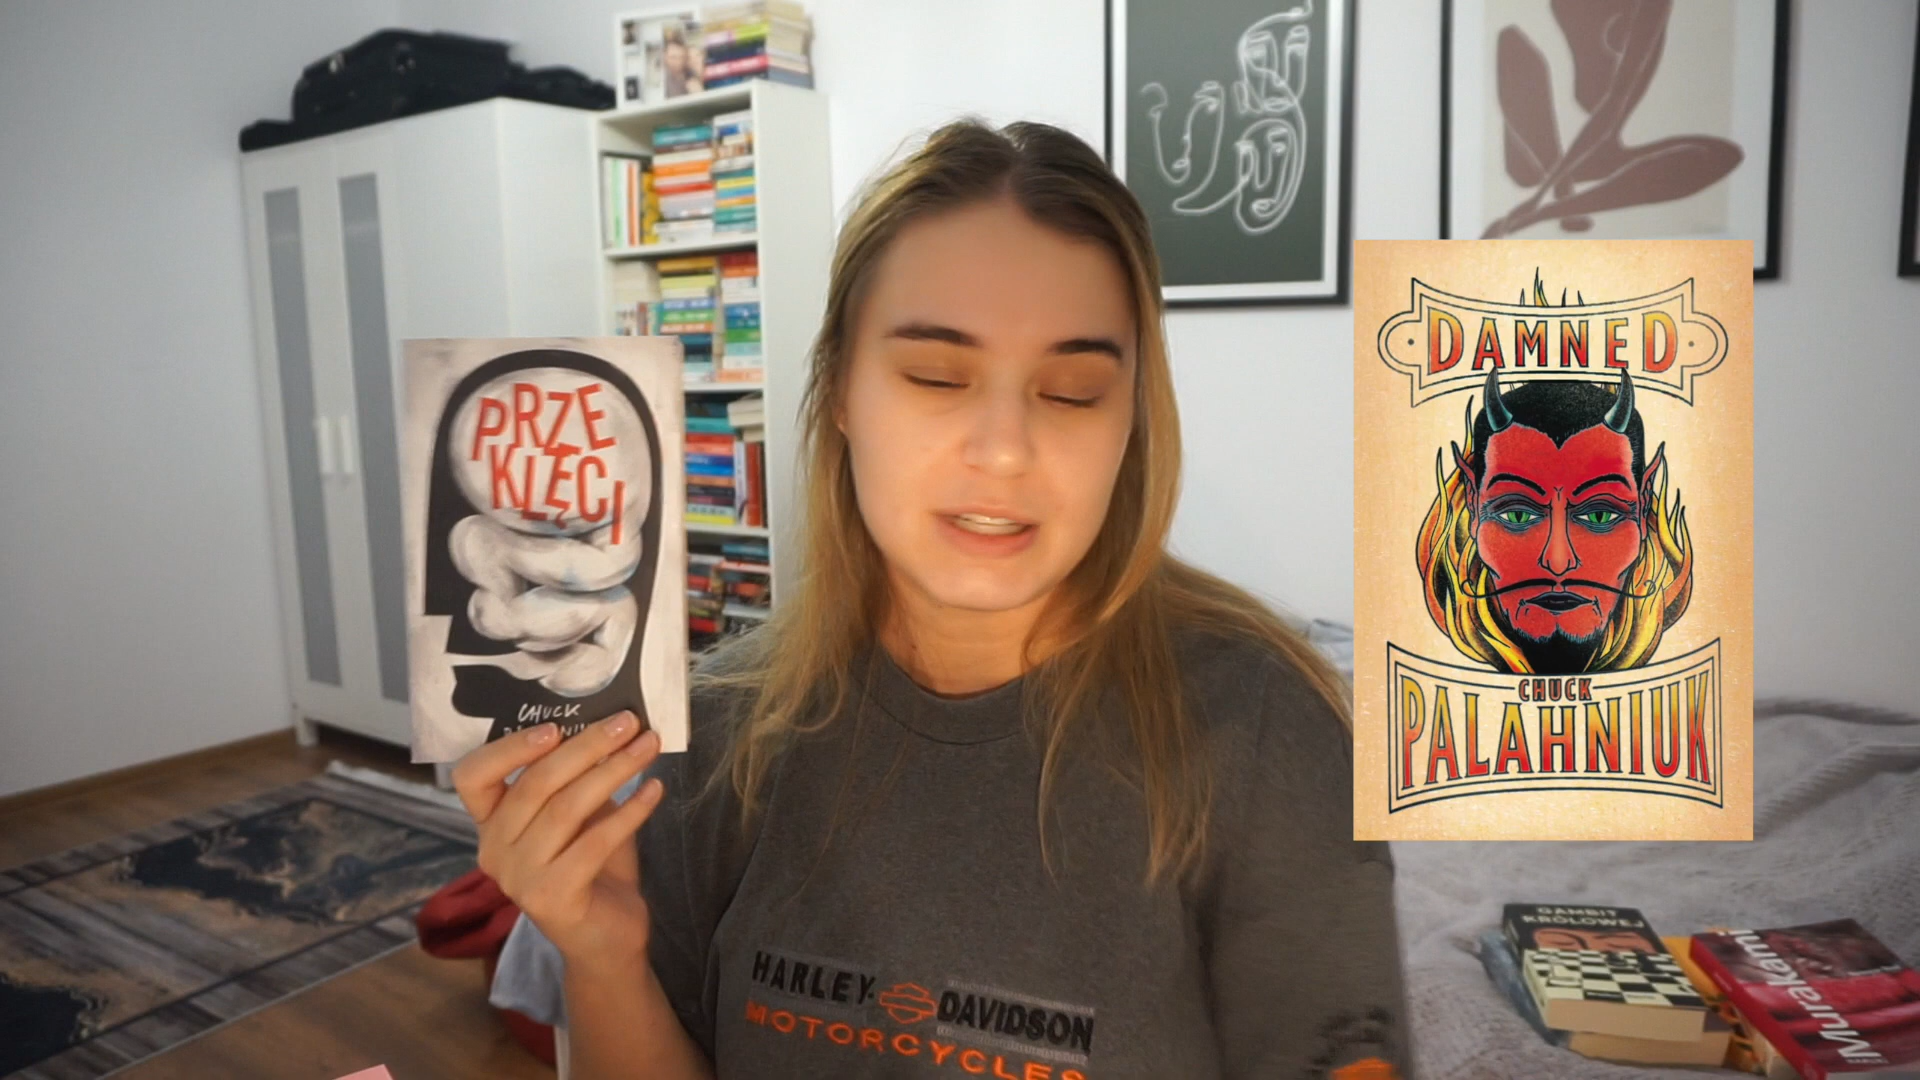 PRZE
KLĘCI
CHUCK
DAMNED
CHUCK
PALAHNIUK
HARLEY-DAVIDSON
MOTORCYCLES
GAMBIT
KRÓLOWEJ
Murakami